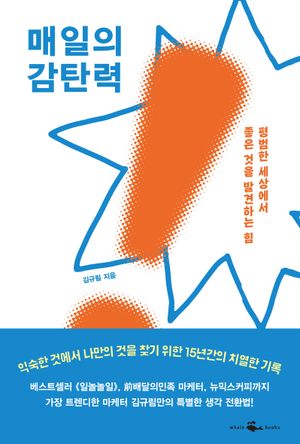 매일의
감탄력
평범한 세상에서
좋은 것을 발견하는 힘
김규림 지음
익숙한 것에서 나만의 것을 찾기 위한 15년간의 치열한 기록
베스트셀러 《일놀놀일》, 前배달의민족 마케터, 뉴믹스커피까지
가장 트렌디한 마케터 김규림만의 특별한 생각 전환법!
whale books